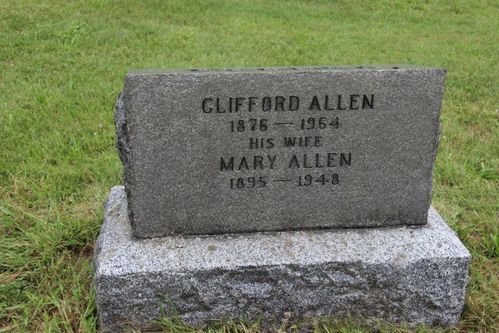 CLIFFORD ALLEN
1876 — 1964
HIS WIFE
MARY ALLEN
1895 — 1948